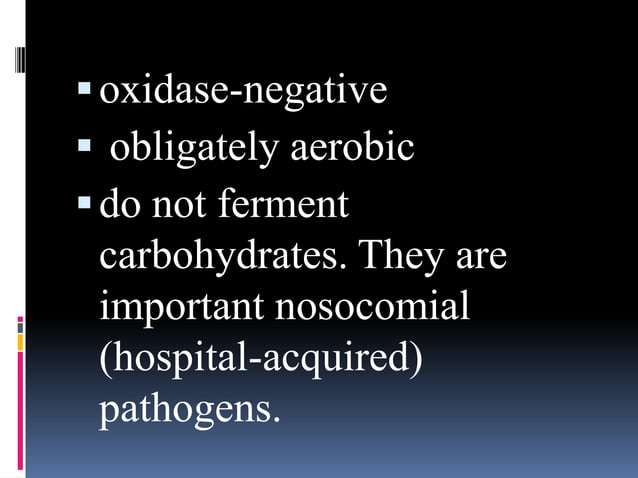 ▪ oxidase-negative
▪ obligately aerobic
▪ do not ferment
carbohydrates. They are
important nosocomial
(hospital-acquired)
pathogens.